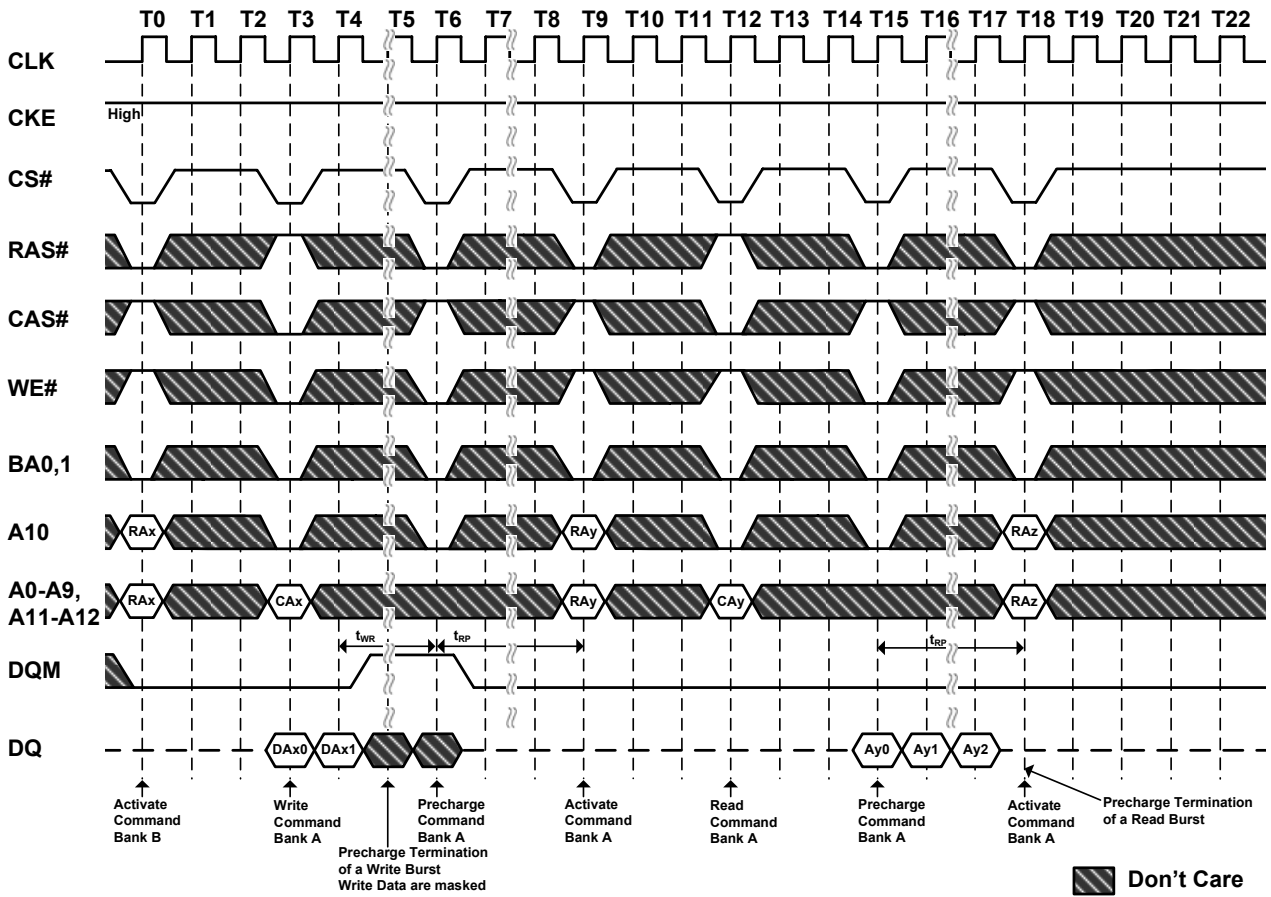 T0 T1 T2 T3 T4 T5 T6 T7 T8 T9 T10 T11 T12 T13 T14 T15 T16 T17 T18 T19 T20 T21 T22
CLK
CKE
High
CS#
RAS#
CAS#
WE#
BA0,1
A10
RAx RAy RAz
A0-A9,
A11-A12
RAx CAx RAy CAy RAz
tWR tRP tRP
DQM
DQ
DAx0 DAx1 Ay0 Ay1 Ay2
Activate
Command
Bank B
Write
Command
Bank A
Precharge Termination
of a Write Burst
Write Data are masked
Precharge
Command
Bank A
Activate
Command
Bank A
Read
Command
Bank A
Precharge
Command
Bank A
Activate
Command
Bank A
Precharge Termination
of a Read Burst
Don't Care